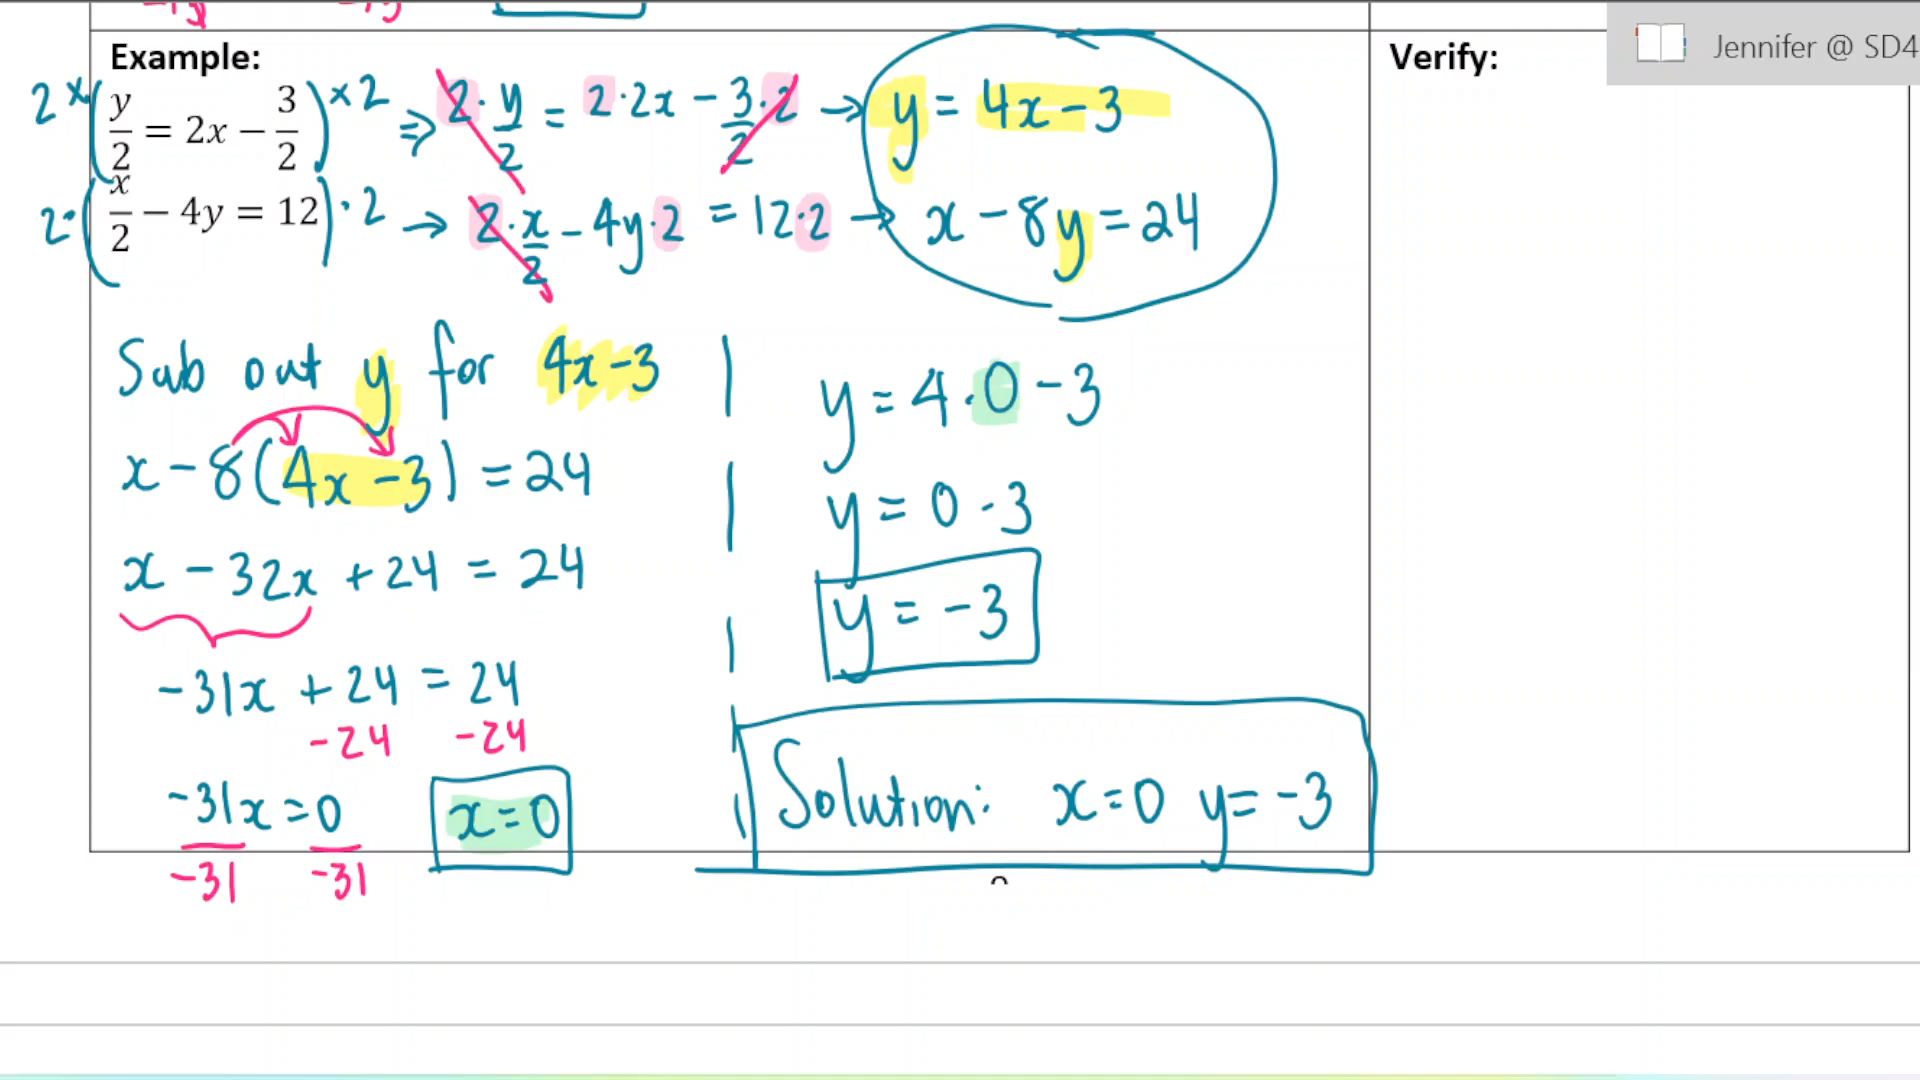 Example:
Verify:
Jennifer @ SD4
2 × ( y/2 = 2x − 3/2 ) × 2 ⇒ 2 · y/2 = 2 · 2x − 3/2 · 2 → y = 4x − 3
2 · ( x/2 − 4y = 12 ) · 2 → 2 · x/2 − 4y · 2 = 12 · 2 → x − 8y = 24
Sub out y for 4x − 3
x − 8(4x − 3) = 24
x − 32x + 24 = 24
−31x + 24 = 24
−24 −24
−31x = 0
−31 −31
x = 0
y = 4 · 0 − 3
y = 0 - 3
y = −3
Solution: x = 0 y = −3